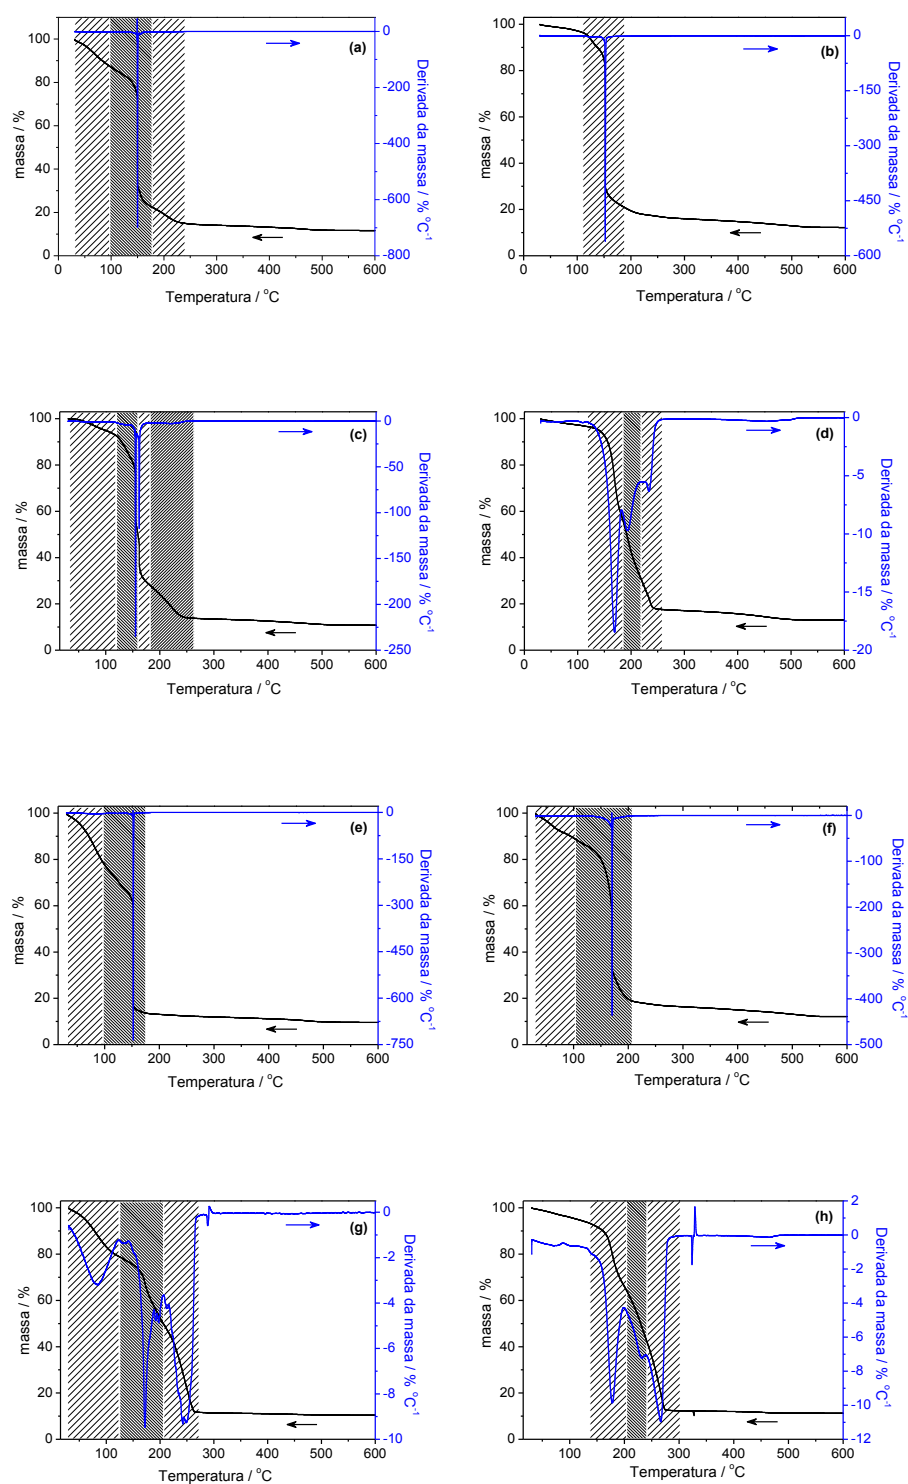 (a)
100
80
60
40
20
0
massa / %
0 100 200 300 400 500 600
Temperatura / °C
0
-200
-400
-600
-800
Derivada da massa / % °C⁻¹
(b)
100
80
60
40
20
0
massa / %
0 100 200 300 400 500 600
Temperatura / °C
0
-150
-300
-450
-600
Derivada da massa / % °C⁻¹
(c)
100
80
60
40
20
0
massa / %
100 200 300 400 500 600
Temperatura / °C
0
-50
-100
-150
-200
-250
Derivada da massa / % °C⁻¹
(d)
100
80
60
40
20
0
massa / %
0 100 200 300 400 500 600
Temperatura / °C
0
-5
-10
-15
-20
Derivada da massa / % °C⁻¹
(e)
100
80
60
40
20
0
massa / %
100 200 300 400 500 600
Temperatura / °C
0
-150
-300
-450
-600
-750
Derivada da massa / % °C⁻¹
(f)
100
80
60
40
20
0
massa / %
100 200 300 400 500 600
Temperatura / °C
0
-100
-200
-300
-400
-500
Derivada da massa / % °C⁻¹
(g)
100
80
60
40
20
0
massa / %
100 200 300 400 500 600
Temperatura / °C
0
-2
-4
-6
-8
-10
Derivada da massa / % °C⁻¹
(h)
100
80
60
40
20
0
massa / %
100 200 300 400 500 600
Temperatura / °C
2
0
-2
-4
-6
-8
-10
-12
Derivada da massa / % °C⁻¹